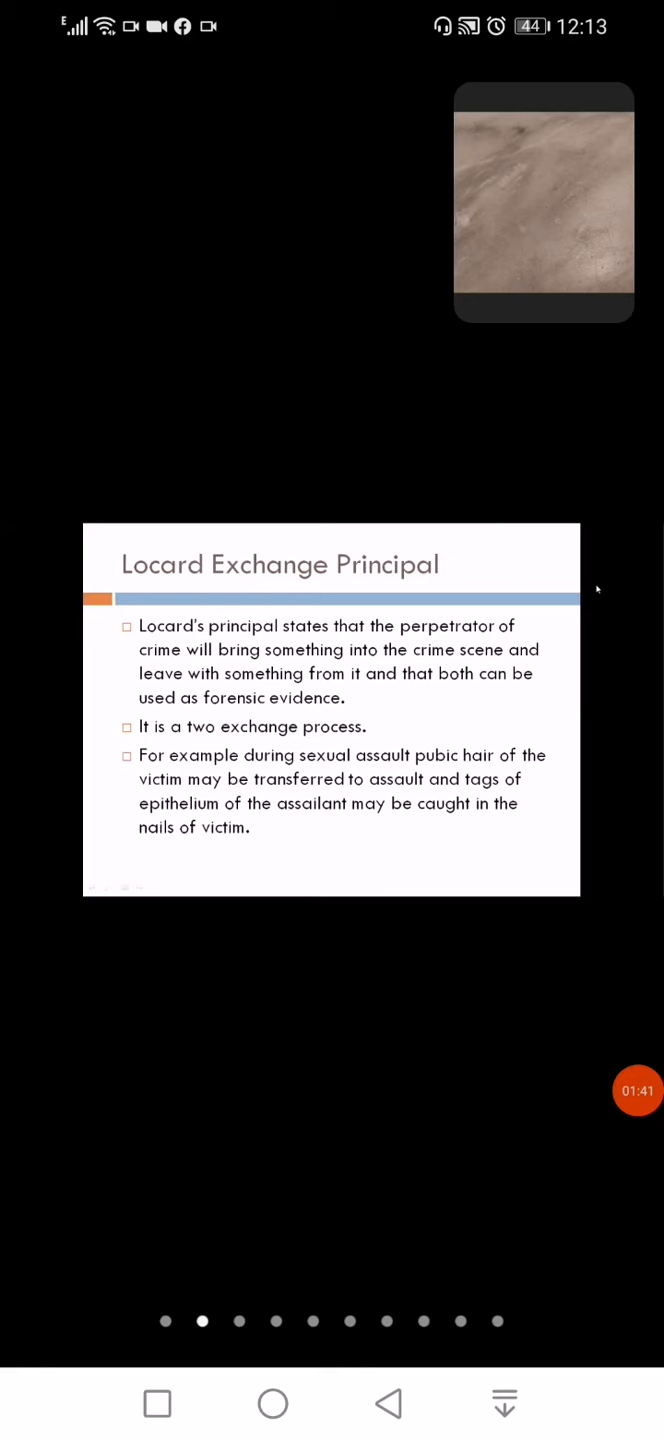 E
44 12:13
Locard Exchange Principal
Locard's principal states that the perpetrator of
crime will bring something into the crime scene and
leave with something from it and that both can be
used as forensic evidence.
It is a two exchange process.
For example during sexual assault pubic hair of the
victim may be transferred to assault and tags of
epithelium of the assailant may be caught in the
nails of victim.
01:41